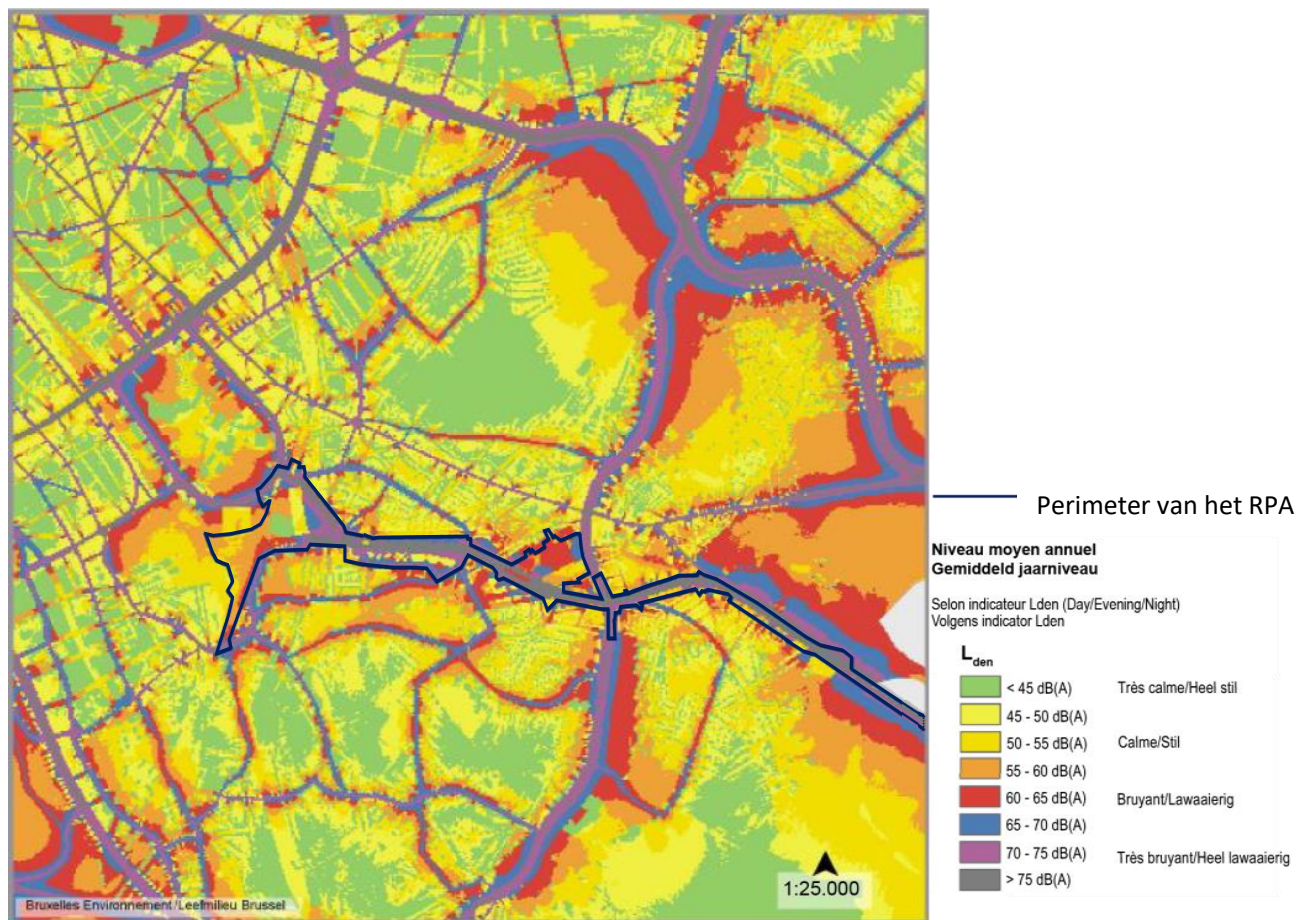 Perimeter van het RPA
Niveau moyen annuel
Gemiddeld jaarniveau
Selon indicateur Lden (Day/Evening/Night)
Volgens indicator Lden
Lden
< 45 dB(A) Très calme/Heel stil
45 - 50 dB(A)
50 - 55 dB(A) Calme/Stil
55 - 60 dB(A)
60 - 65 dB(A) Bruyant/Lawaaierig
65 - 70 dB(A)
70 - 75 dB(A) Très bruyant/Heel lawaaierig
> 75 dB(A)
1:25.000
Bruxelles Environnement /Leefmilieu Brussel